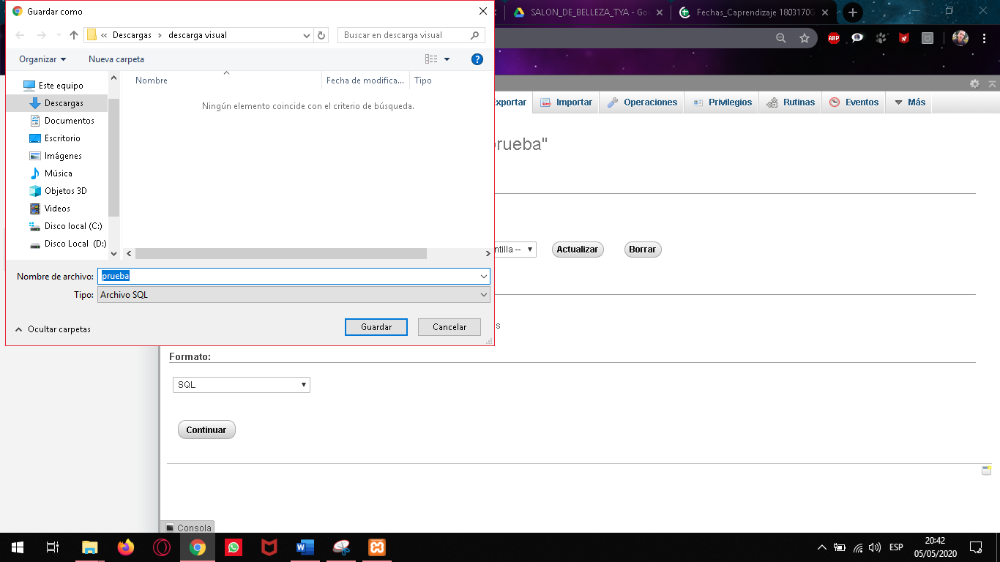 Guardar como
SALON_DE_BELLEZA_TYA - Goo
Fechas_Caprendizaje 1803170G
« Descargas › descarga visual
Buscar en descarga visual
ABP
Organizar
Nueva carpeta
Nombre
Fecha de modifica...
Tipo
Este equipo
Descargas
Documentos
Escritorio
Imágenes
Música
Objetos 3D
Videos
Disco local (C:)
Disco Local (D:)
Ningún elemento coincide con el criterio de búsqueda.
Exportar
Importar
Operaciones
Privilegios
Rutinas
Eventos
Más
prueba"
ntilla --
Actualizar
Borrar
Nombre de archivo:
prueba
Tipo:
Archivo SQL
s
Ocultar carpetas
Guardar
Cancelar
Formato:
SQL
Continuar
Consola
ESP
20:42
05/05/2020